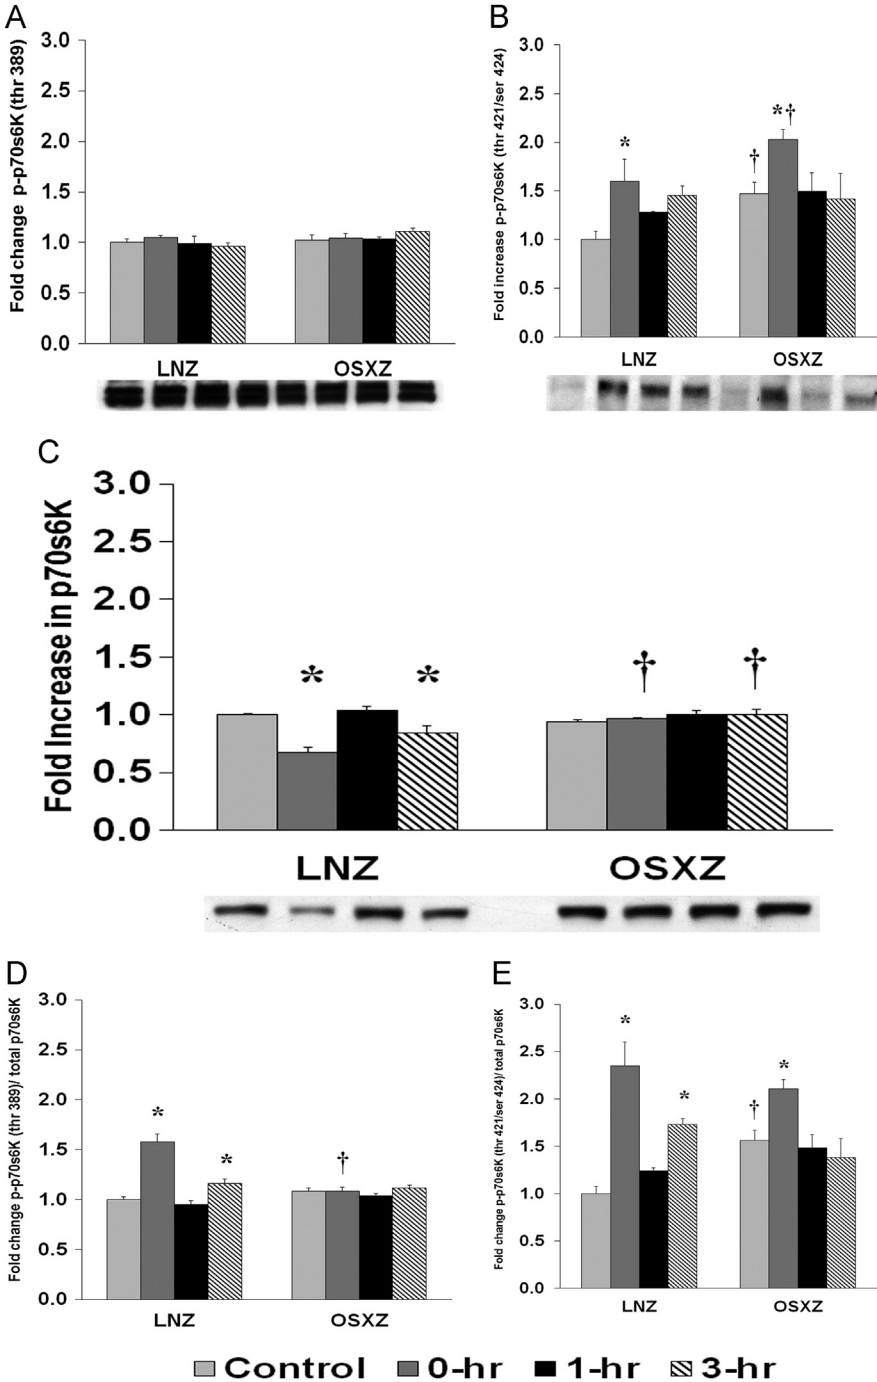 A
Fold change p-p70s6K (thr 389)
3.0
2.5
2.0
1.5
1.0
0.5
0.0
LNZ OSXZ
B
Fold increase p-p70s6K (thr 421/ser 424)
3.0
2.5
2.0
1.5
1.0
0.5
0.0
* † *†
LNZ OSXZ
C
Fold Increase in p70s6K
3.0
2.5
2.0
1.5
1.0
0.5
0.0
* * † †
LNZ OSXZ
D
Fold change p-p70s6K (thr 389)/ total p70s6K
3.0
2.5
2.0
1.5
1.0
0.5
0.0
* * †
LNZ OSXZ
E
Fold change p-p70s6K (thr 421/ser 424)/ total p70s6K
3.0
2.5
2.0
1.5
1.0
0.5
0.0
* * † *
LNZ OSXZ
Control 0-hr 1-hr 3-hr